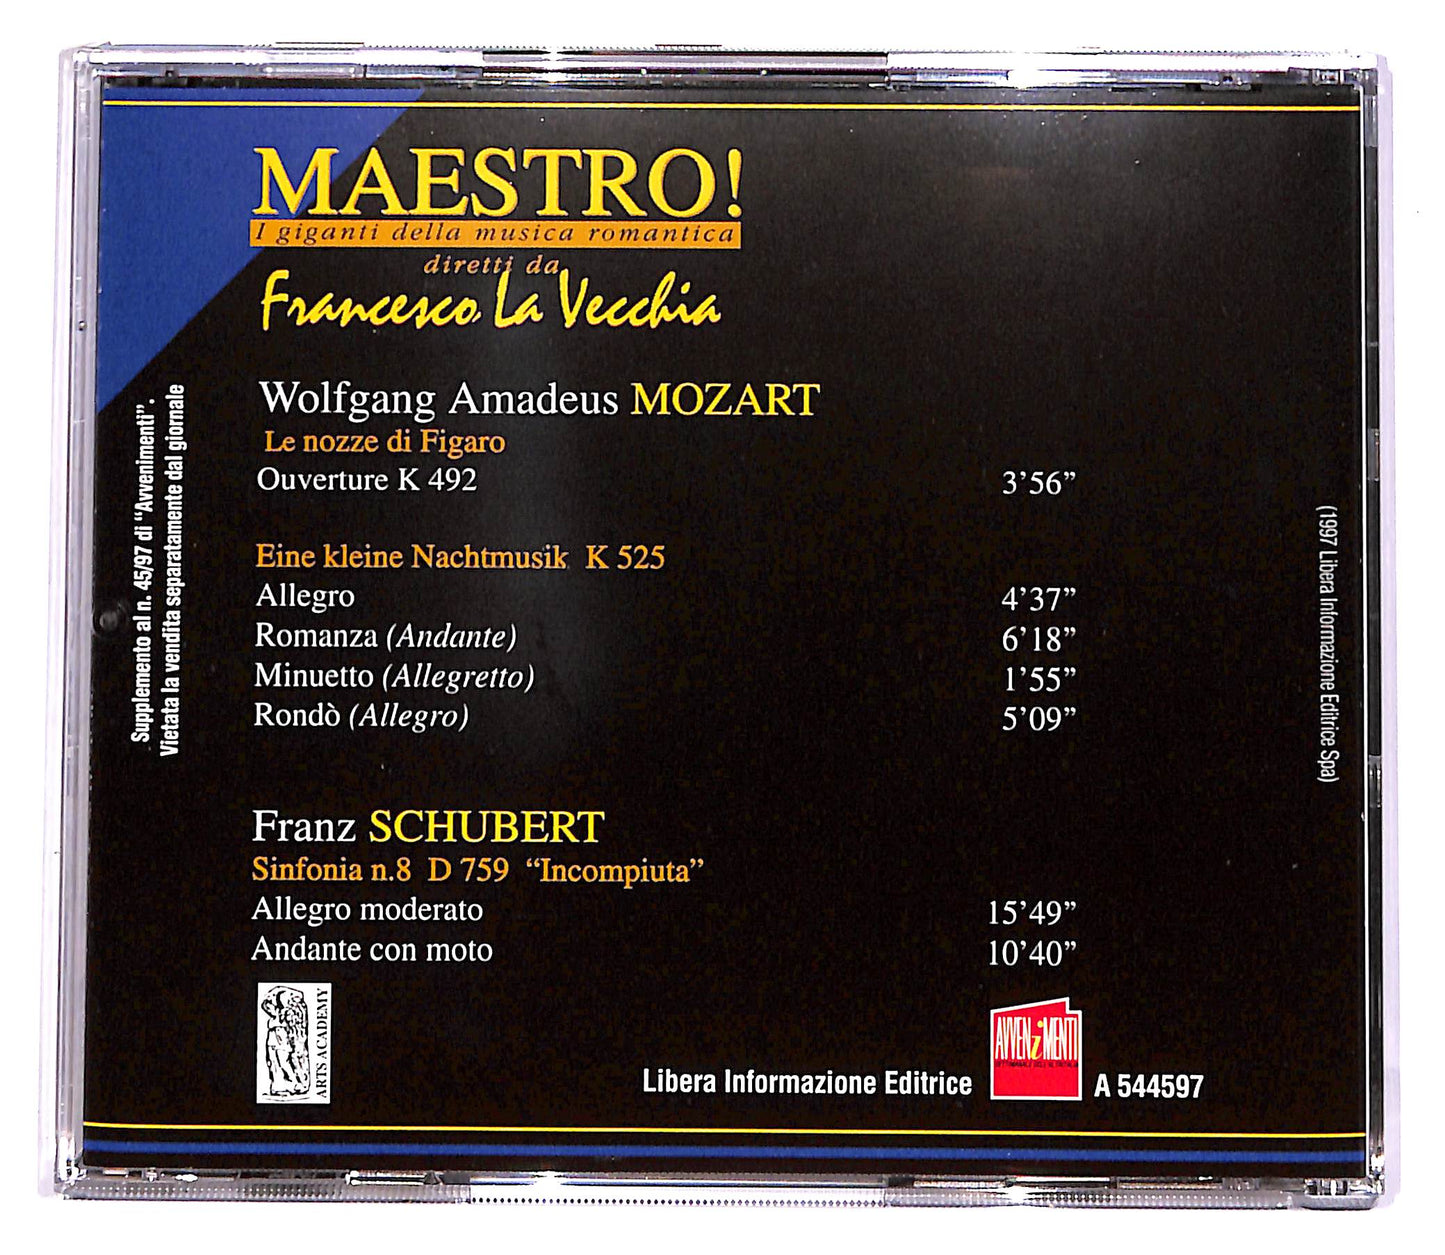 MAESTRO!
I giganti della musica romantica
diretti da
Francesco La Vecchia
Wolfgang Amadeus MOZART
Le nozze di Figaro
Ouverture K 492 3’56”
Eine kleine Nachtmusik K 525
Allegro 4’37”
Romanza (Andante) 6’18”
Minuetto (Allegretto) 1’55”
Rondò (Allegro) 5’09”
Franz SCHUBERT
Sinfonia n.8 D 759 “Incompiuta”
Allegro moderato 15’49”
Andante con moto 10’40”
ARTS ACADEMY
Libera Informazione Editrice
AVVENiMENTI
A 544597
Supplemento al n. 45/97 di “Avvenimenti”.
Vietata la vendita separatamente dal giornale
(1997 Libera Informazione Editrice Spa)